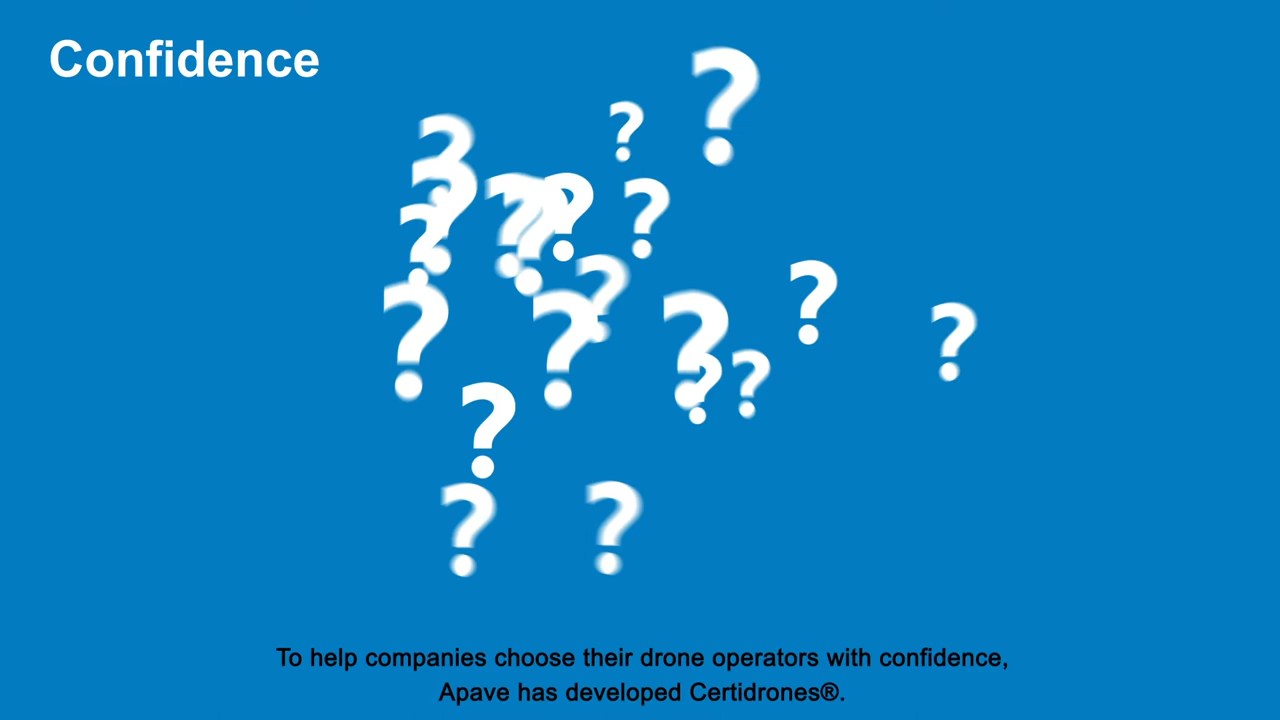 Confidence
? ? ? ? ? ? ? ? ? ? ? ? ? ? ? ? ? ? ?
To help companies choose their drone operators with confidence,
Apave has developed Certidrones®.